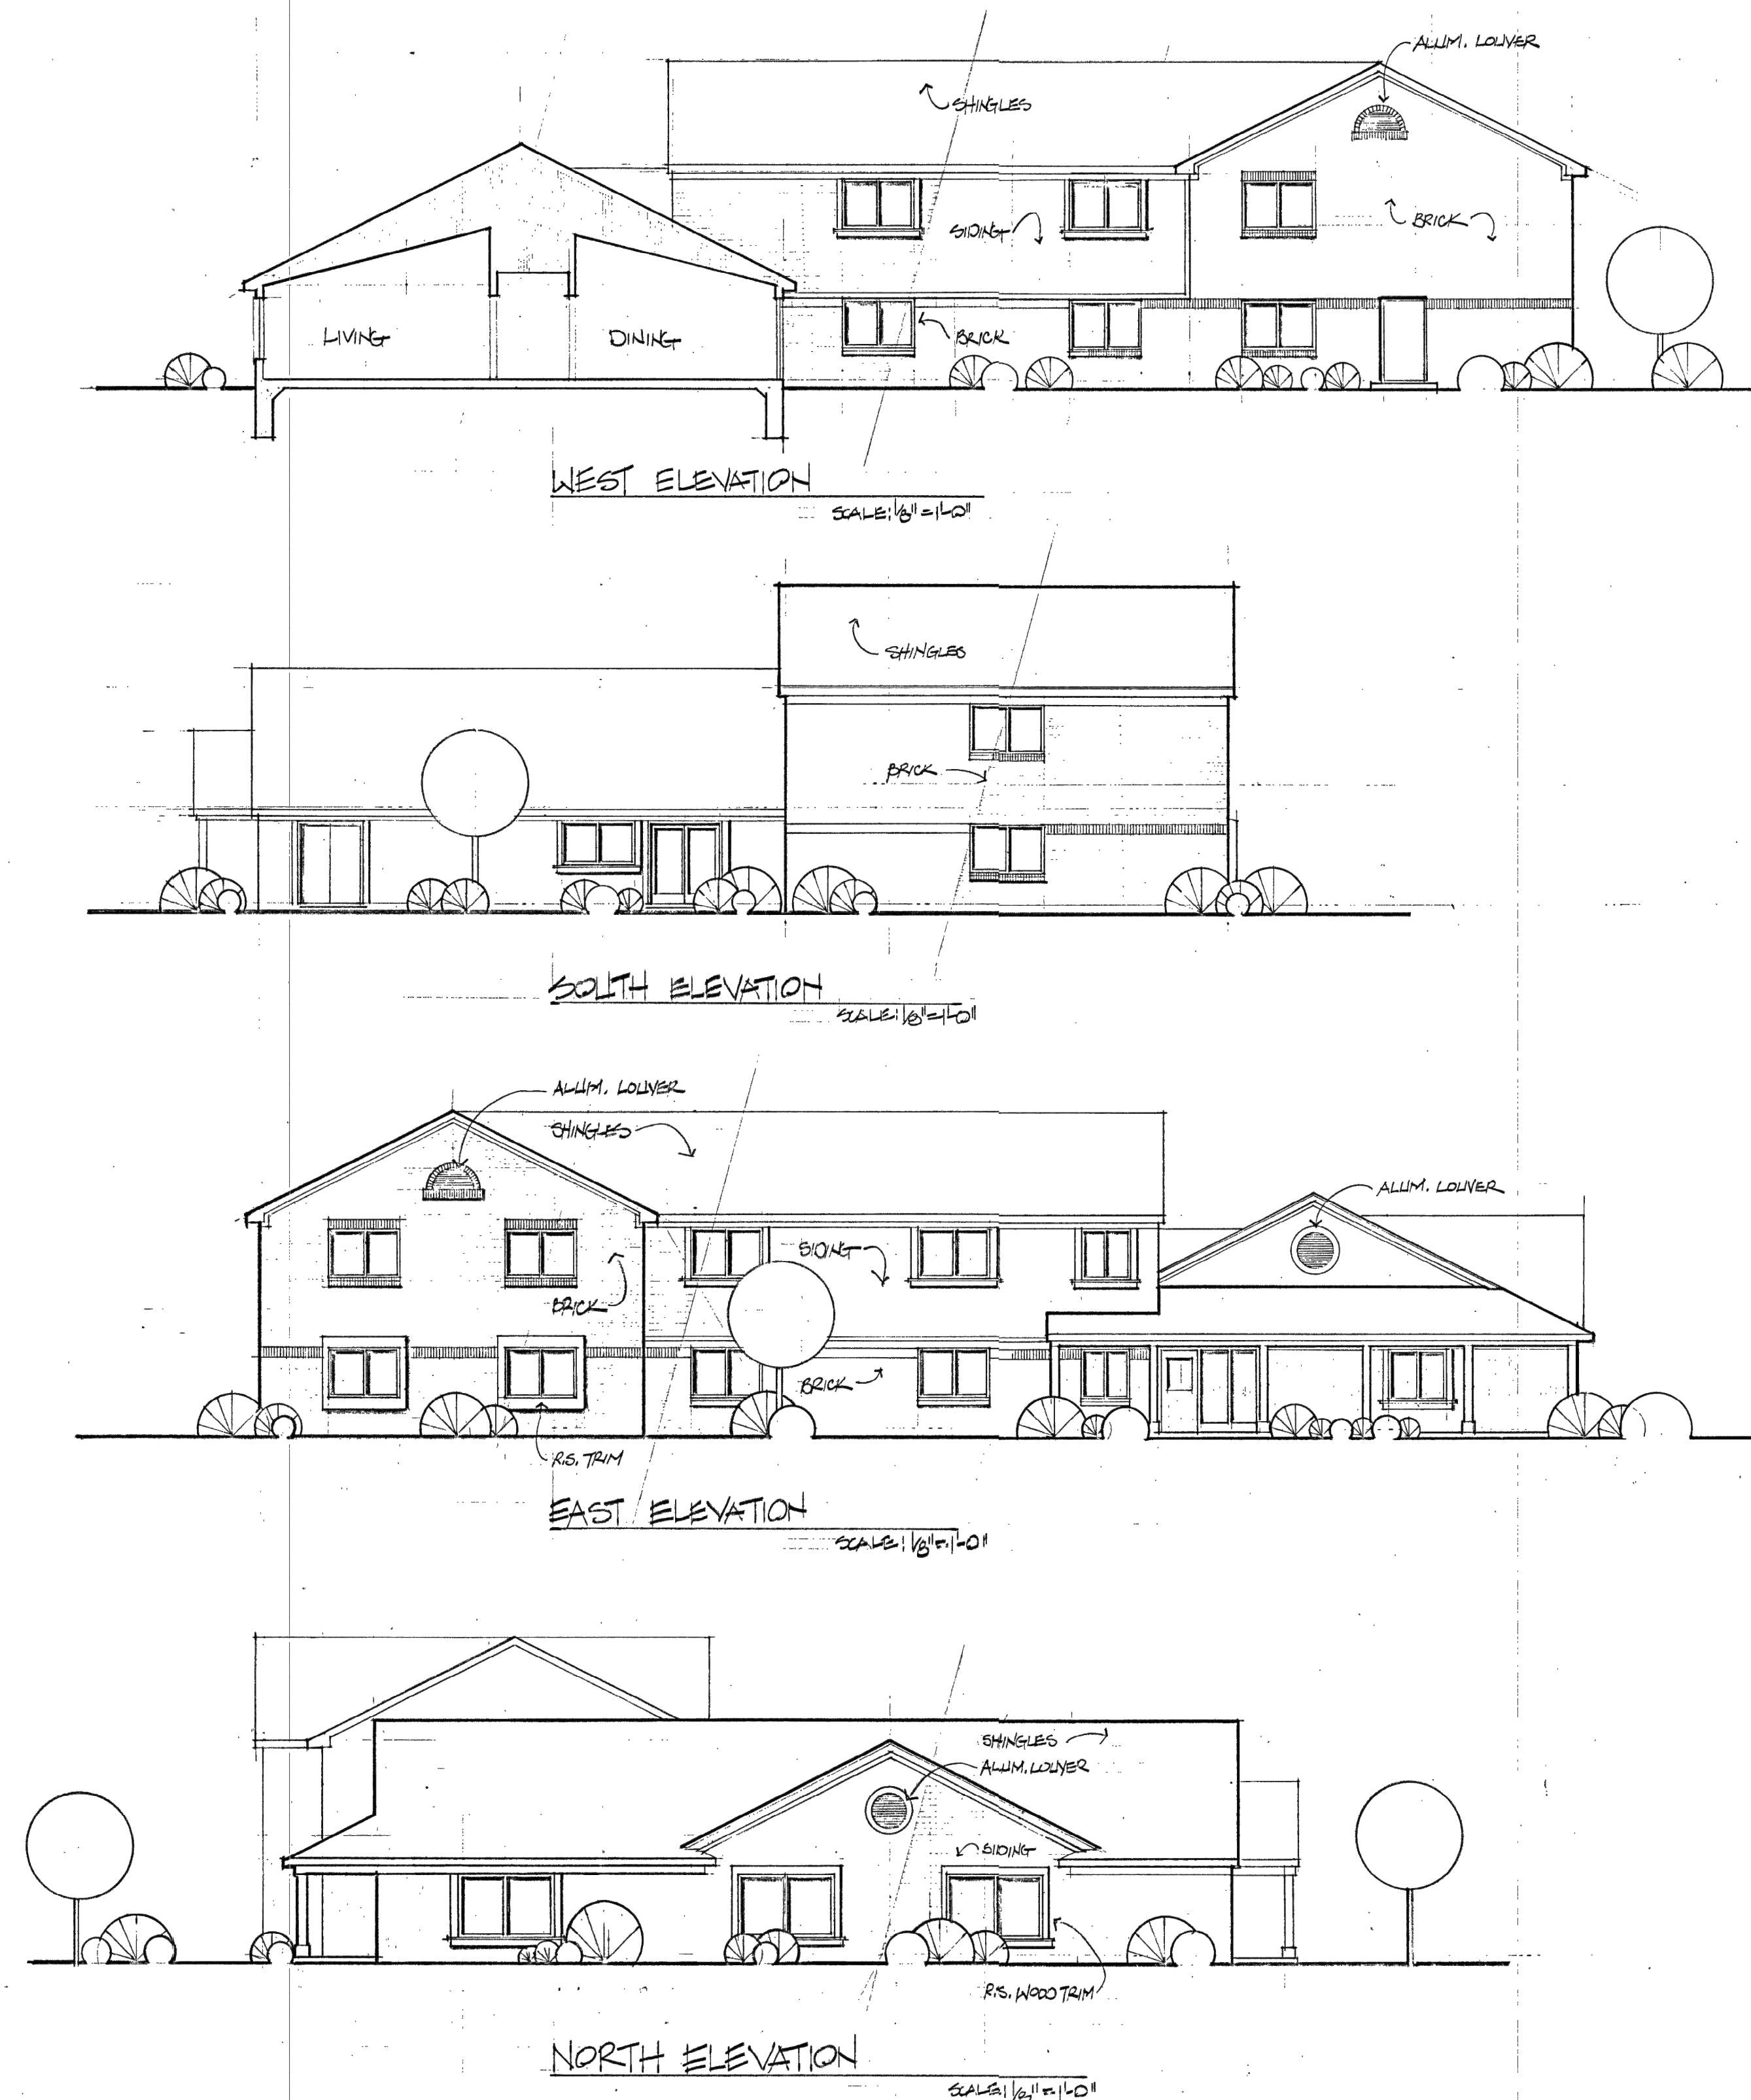 ALUM. LOUVER
SHINGLES
SIDING
BRICK
LIVING
DINING
BRICK
WEST ELEVATION
SCALE: 1/8" = 1'-0"
SHINGLES
BRICK
SOUTH ELEVATION
SCALE: 1/8" = 1'-0"
ALUM. LOUVER
SHINGLES
ALUM. LOUVER
SIDING
BRICK
BRICK
R.S. TRIM
EAST ELEVATION
SCALE: 1/8" = 1'-0"
SHINGLES
ALUM. LOUVER
SIDING
R.S. WOOD TRIM
NORTH ELEVATION
SCALE: 1/8" = 1'-0"